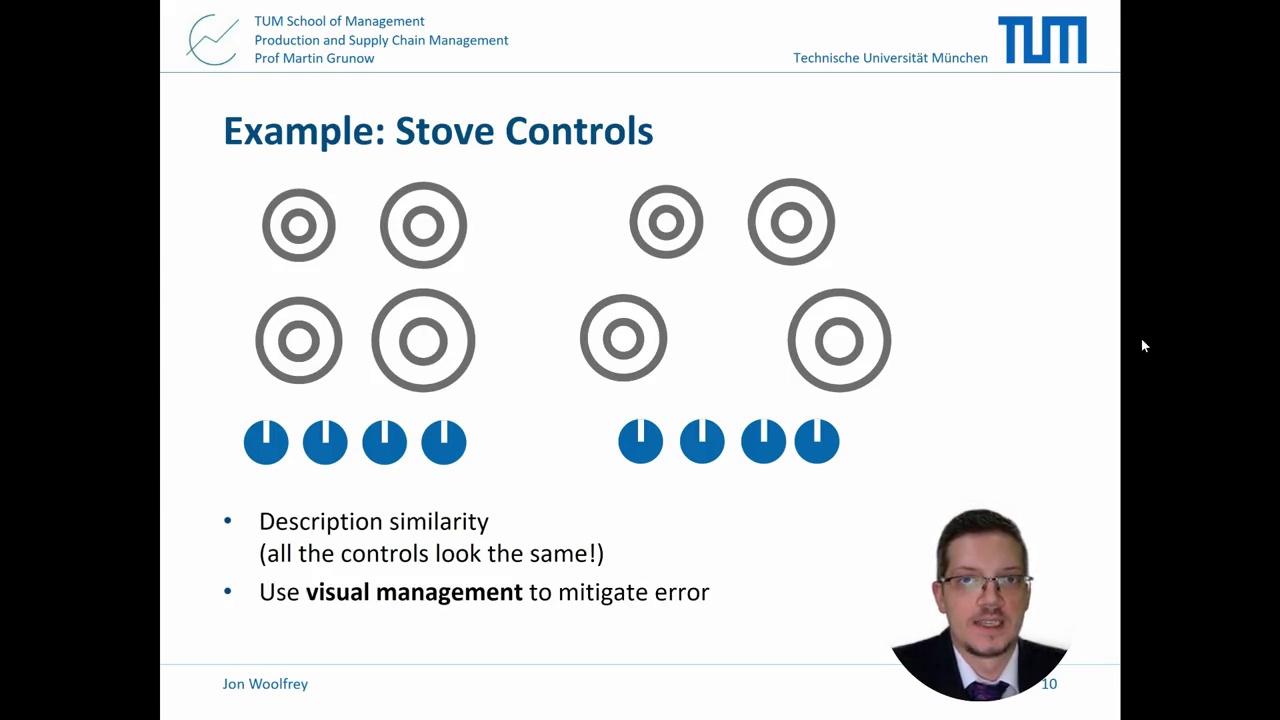 TUM School of Management
Production and Supply Chain Management
Prof Martin Grunow
Technische Universität München
TUM
Example: Stove Controls
• Description similarity
(all the controls look the same!)
• Use visual management to mitigate error
Jon Woolfrey
10